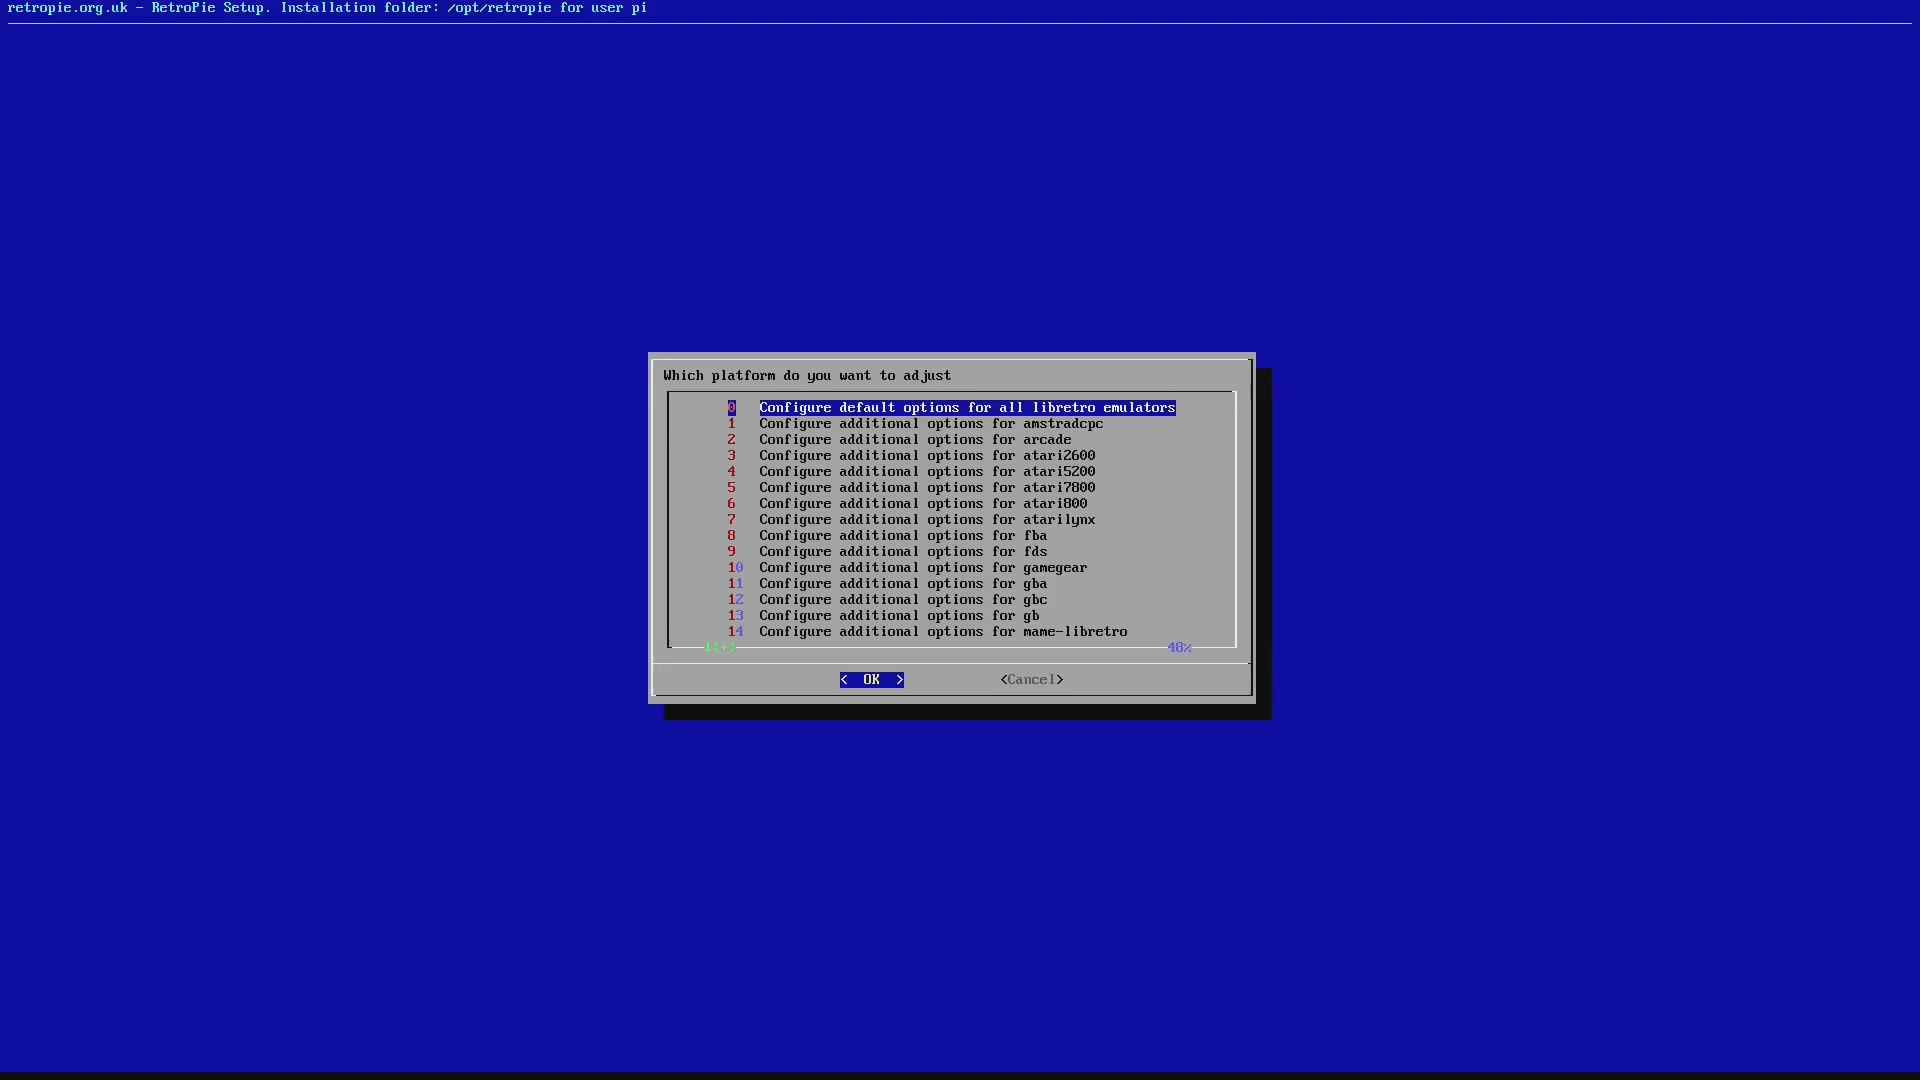 retropie.org.uk - RetroPie Setup. Installation folder: /opt/retropie for user pi
Which platform do you want to adjust
0 Configure default options for all libretro emulators
1 Configure additional options for amstradcpc
2 Configure additional options for arcade
3 Configure additional options for atari2600
4 Configure additional options for atari5200
5 Configure additional options for atari7800
6 Configure additional options for atari800
7 Configure additional options for atarilynx
8 Configure additional options for fba
9 Configure additional options for fds
10 Configure additional options for gamegear
11 Configure additional options for gba
12 Configure additional options for gbc
13 Configure additional options for gb
14 Configure additional options for mame-libretro
↓(+) 40%
< OK > <Cancel>